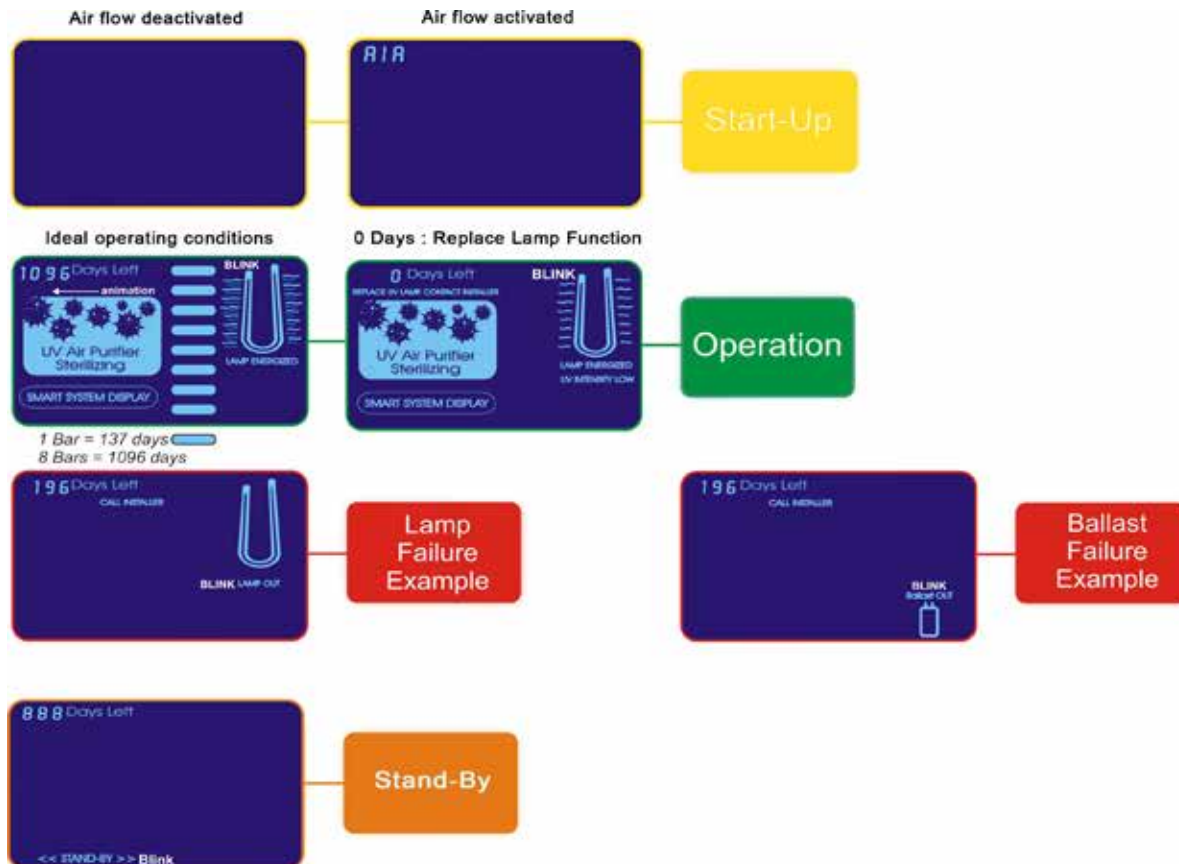 Air flow deactivated
Air flow activated
AIA
Start-Up
Ideal operating conditions
0 Days : Replace Lamp Function
1096 Days Left
BLINK
animation
UV Air Purifier
Sterilizing
LAMP ENERGIZED
SMART SYSTEM DISPLAY
0 Days Left
BLINK
REPLACE UV LAMP CONTACT INSTALLER
UV Air Purifier
Sterilizing
LAMP ENERGIZED
UV INTENSITY LOW
SMART SYSTEM DISPLAY
Operation
1 Bar = 137 days
8 Bars = 1096 days
196 Days Left
CALL INSTALLER
BLINK LAMP OUT
Lamp
Failure
Example
196 Days Left
CALL INSTALLER
BLINK
Ballast OUT
Ballast
Failure
Example
888 Days Left
<< STAND-BY >> Blink
Stand-By